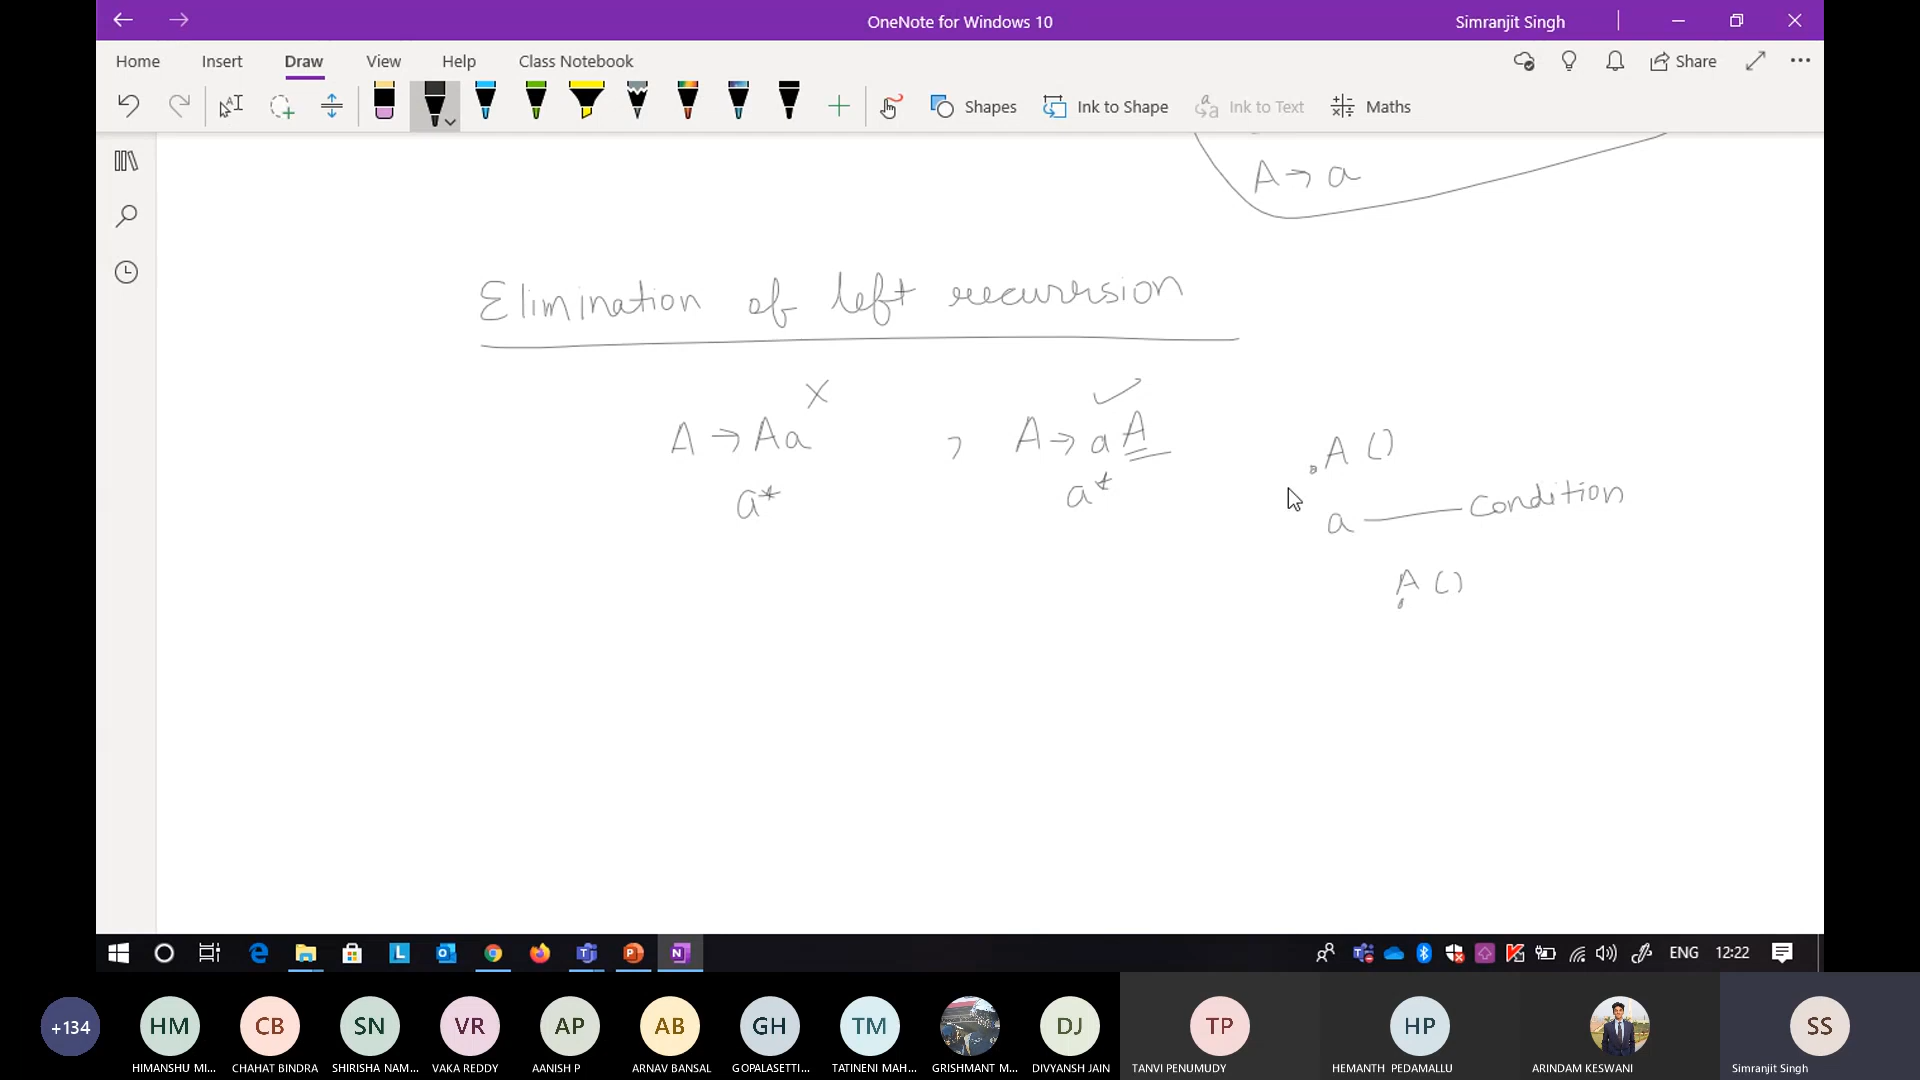 OneNote for Windows 10
Simranjit Singh
Home Insert Draw View Help Class Notebook
Share
Shapes Ink to Shape Ink to Text Maths
A → a
Elimination of left recurrsion
X ✓
A → Aa , A → aA
a* a*
A ()
a — Condition
A ()
ENG 12:22
+134 HM CB SN VR AP AB GH TM DJ TP HP SS
HIMANSHU MI... CHAHAT BINDRA SHIRISHA NAM... VAKA REDDY AANISH P ARNAV BANSAL GOPALASETTI... TATINENI MAH... GRISHMANT M... DIVYANSH JAIN TANVI PENUMUDY HEMANTH PEDAMALLU ARINDAM KESWANI Simranjit Singh